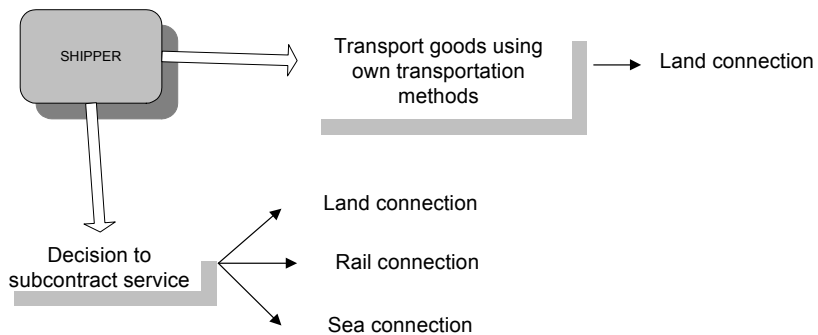 SHIPPER
Transport goods using
own transportation
methods
Land connection
Land connection
Decision to
subcontract service
Rail connection
Sea connection